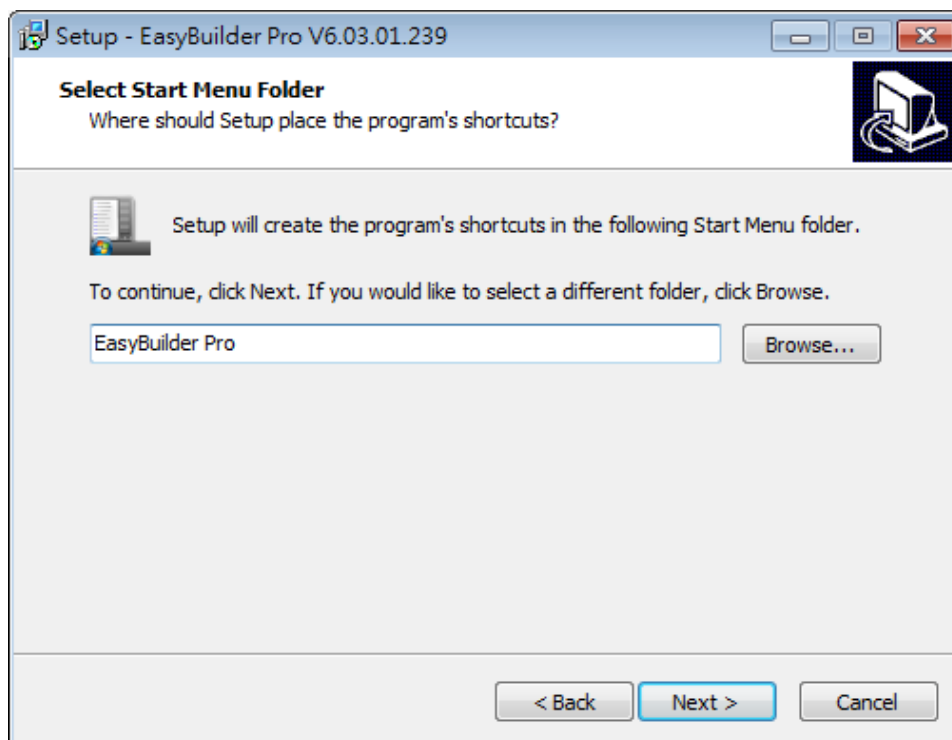 Setup - EasyBuilder Pro V6.03.01.239
Select Start Menu Folder
Where should Setup place the program's shortcuts?
Setup will create the program's shortcuts in the following Start Menu folder.
To continue, click Next. If you would like to select a different folder, click Browse.
EasyBuilder Pro
Browse...
< Back
Next >
Cancel